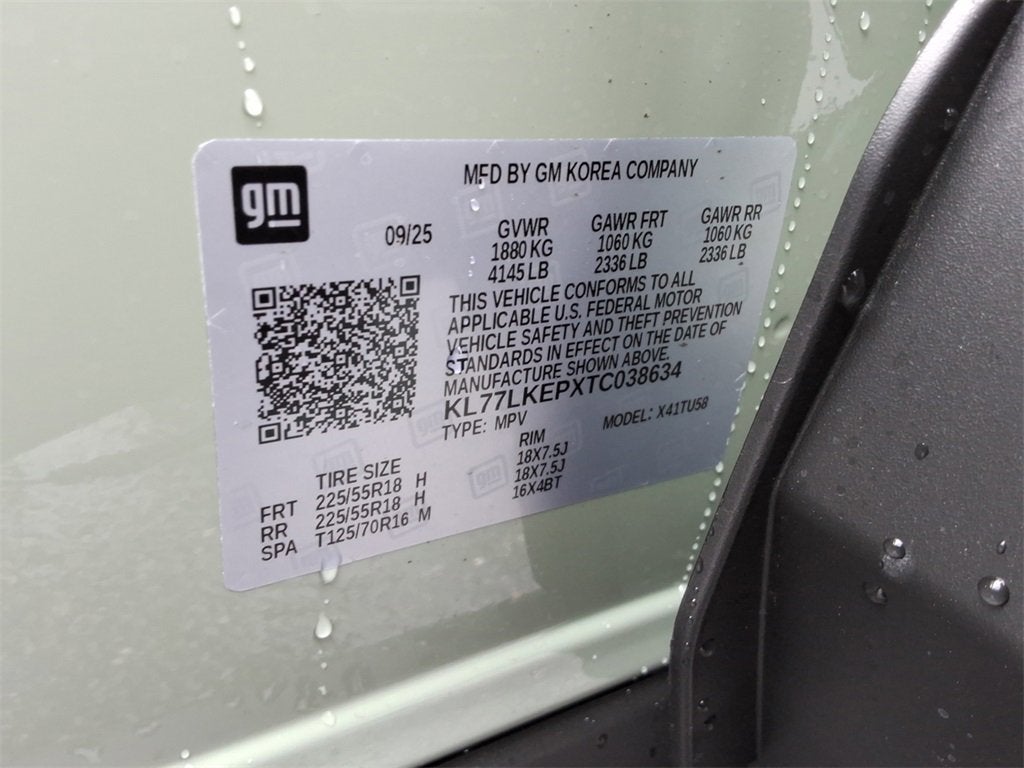 gm
MFD BY GM KOREA COMPANY
09/25
GVWR GAWR FRT GAWR RR
1880 KG 1060 KG 1060 KG
4145 LB 2336 LB 2336 LB
THIS VEHICLE CONFORMS TO ALL
APPLICABLE U.S. FEDERAL MOTOR
VEHICLE SAFETY AND THEFT PREVENTION
STANDARDS IN EFFECT ON THE DATE OF
MANUFACTURE SHOWN ABOVE.
KL77LKEPXTC038634
TYPE: MPV MODEL: X41TU58
TIRE SIZE RIM
FRT 225/55R18 H 18X7.5J
RR 225/55R18 H 18X7.5J
SPA T125/70R16 M 16X4BT
gm